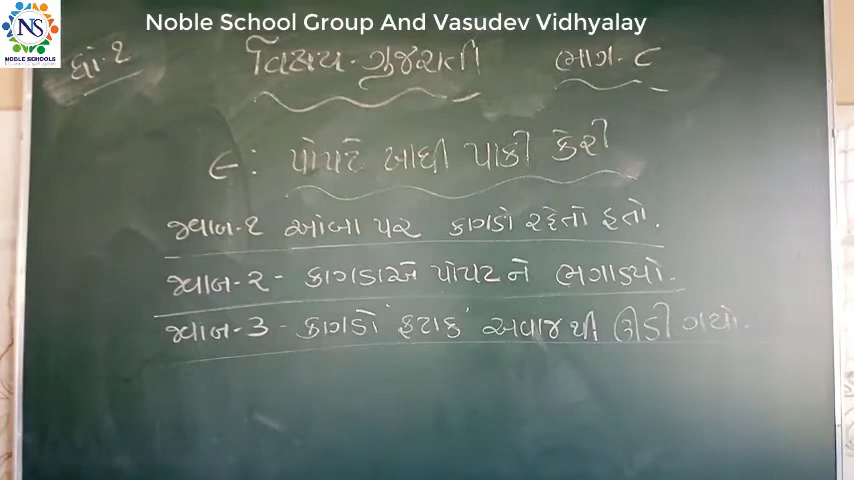 Noble School Group And Vasudev Vidhyalay
NS
NOBLE SCHOOLS
ધો.૨ વિષય-ગુજરાતી ભાગ-૮
૯: પોપટે ખાધી પાકી કેરી
જવાબ-૧ આંબા પર કાગડો રહેતો હતો.
જવાબ-૨- કાગડાએ પોપટને ભગાડ્યો.
જવાબ-૩- કાગડો 'ફટાક' અવાજથી ઊડી ગયો.